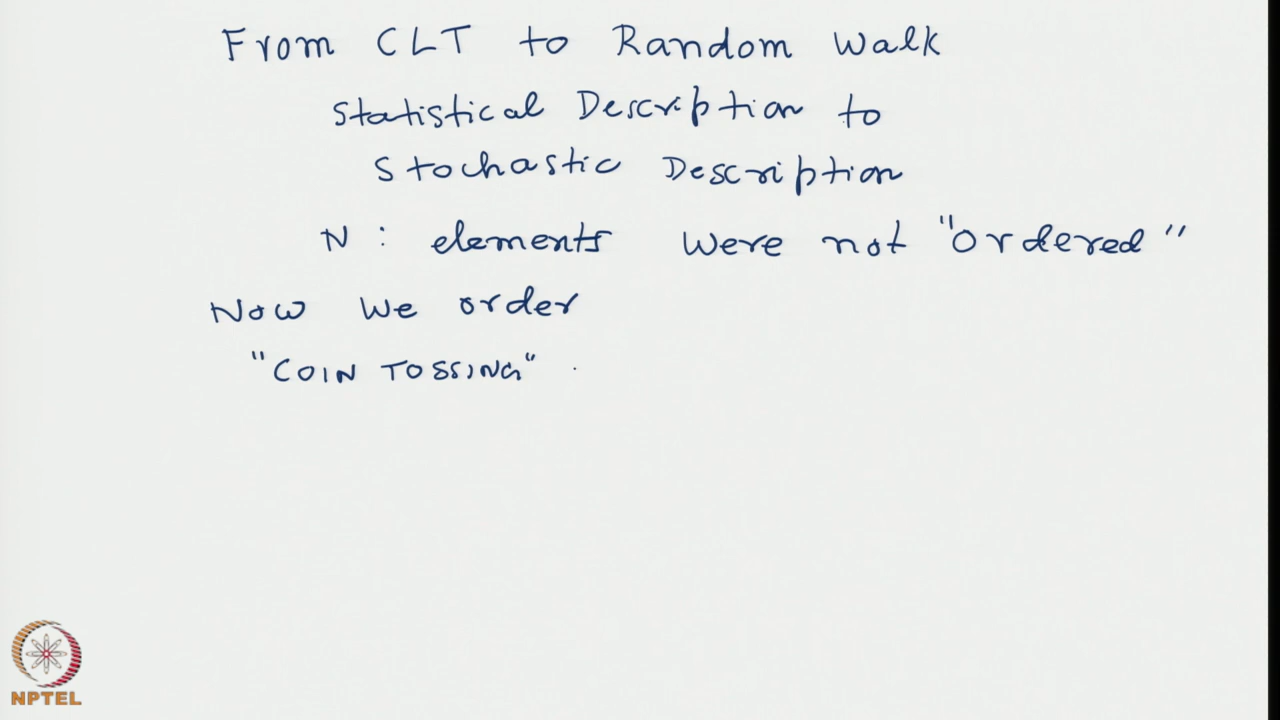 From CLT to Random Walk
Statistical Description to
Stochastic Description
N : elements were not "ordered"
Now we order
"COIN TOSSING"
NPTEL